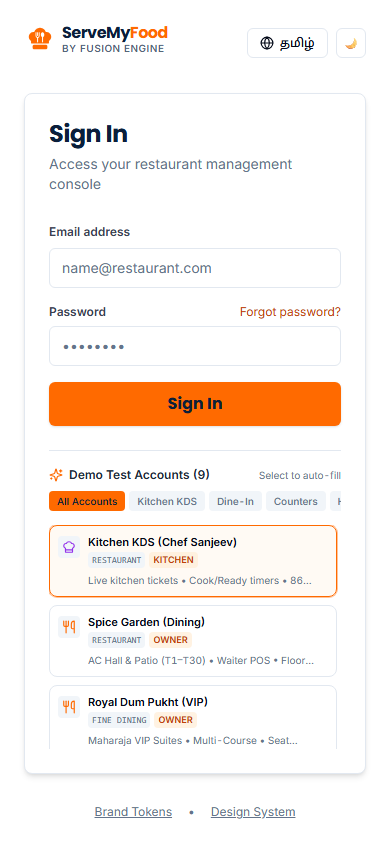 ServeMyFood
BY FUSION ENGINE
தமிழ்
Sign In
Access your restaurant management
console
Email address
name@restaurant.com
Password
Forgot password?
••••••••
Sign In
Demo Test Accounts (9)
Select to auto-fill
All Accounts
Kitchen KDS
Dine-In
Counters
Kitchen KDS (Chef Sanjeev)
RESTAURANT
KITCHEN
Live kitchen tickets • Cook/Ready timers • 86...
Spice Garden (Dining)
RESTAURANT
OWNER
AC Hall & Patio (T1–T30) • Waiter POS • Floor...
Royal Dum Pukht (VIP)
FINE DINING
OWNER
Maharaja VIP Suites • Multi-Course • Seat...
Brand Tokens
•
Design System